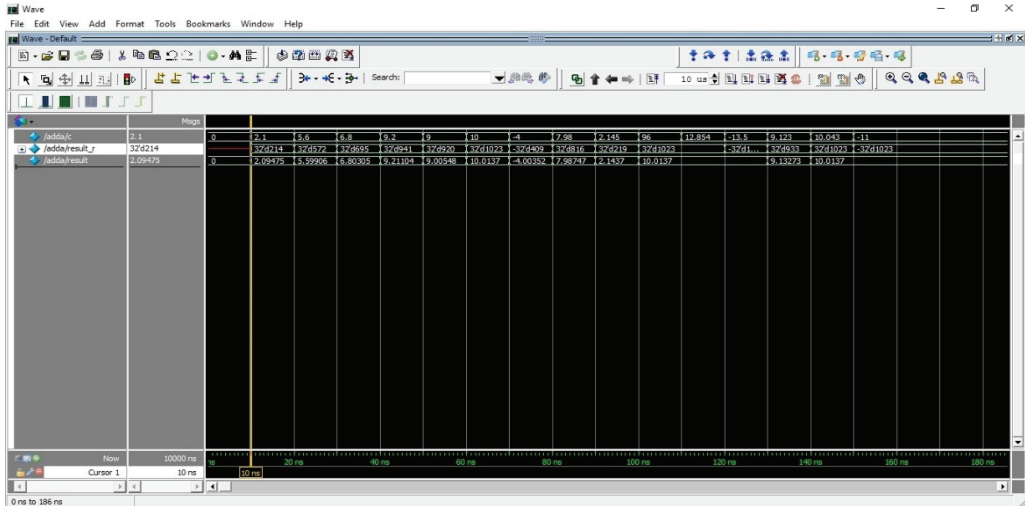 Wave
File Edit View Add Format Tools Bookmarks Window Help
Wave - Default
Search:
10 us
Msgs
/adda/c 2.1 0 2.1 5.6 6.8 9.2 9 10 -4 7.98 2.145 96 12.854 -13.5 9.123 10.043 -11
/adda/result_r 32'd214 32'd214 32'd572 32'd695 32'd941 32'd920 32'd1023 -32'd409 32'd816 32'd219 32'd1023 -32'd1... 32'd933 32'd1023 -32'd1023
/adda/result 2.09475 0 2.09475 5.59906 6.80305 9.21104 9.00548 10.0137 -4.00352 7.98747 2.1437 10.0137 9.13273 10.0137
Now 10000 ns ns 20 ns 40 ns 60 ns 80 ns 100 ns 120 ns 140 ns 160 ns 180 ns
Cursor 1 10 ns 10 ns
0 ns to 186 ns